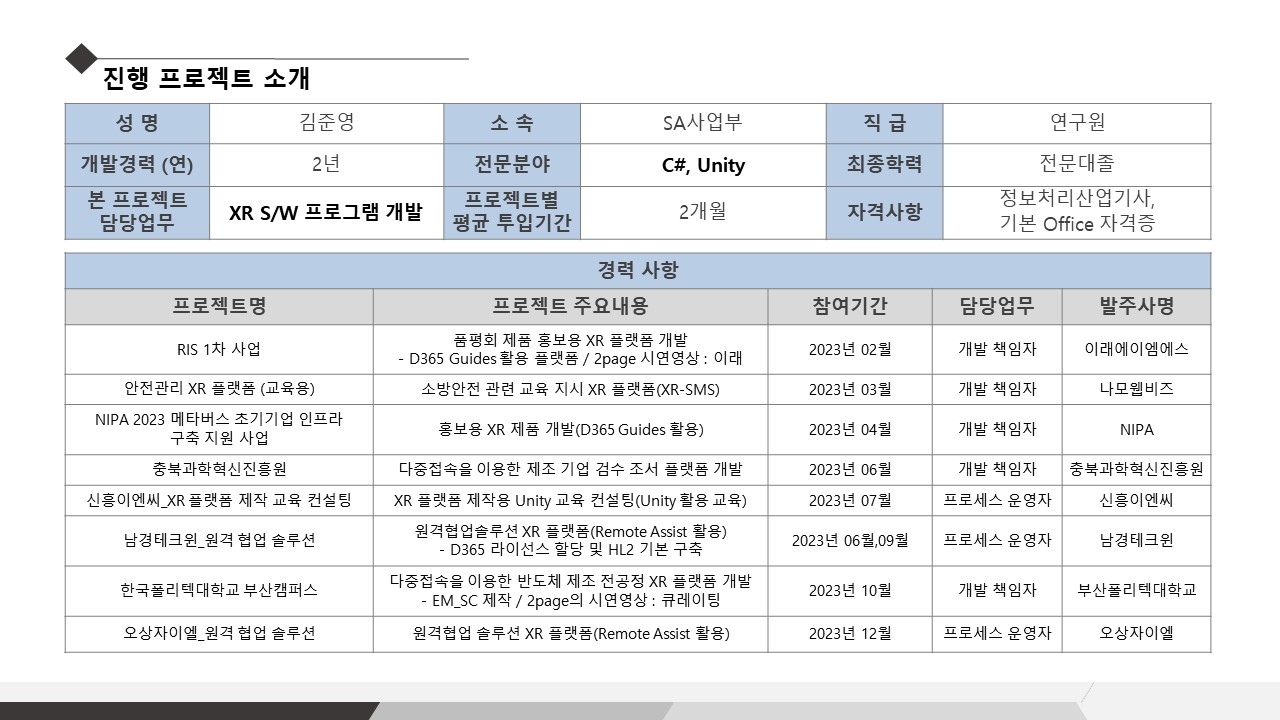 진행 프로젝트 소개
성 명 김준영 소 속 SA사업부 직 급 연구원
개발경력 (연) 2년 전문분야 C#, Unity 최종학력 전문대졸
본 프로젝트
담당업무
XR S/W 프로그램 개발
프로젝트별
평균 투입기간
2개월
자격사항
정보처리산업기사,
기본 Office 자격증
경력 사항
프로젝트명 프로젝트 주요내용 참여기간 담당업무 발주사명
RIS 1차 사업
품평회 제품 홍보용 XR 플랫폼 개발
- D365 Guides 활용 플랫폼 / 2page 시연영상 : 이래
2023년 02월 개발 책임자 이래에이엠에스
안전관리 XR 플랫폼 (교육용) 소방안전 관련 교육 지시 XR 플랫폼(XR-SMS) 2023년 03월 개발 책임자 나모웹비즈
NIPA 2023 메타버스 초기기업 인프라
구축 지원 사업
홍보용 XR 제품 개발(D365 Guides 활용) 2023년 04월 개발 책임자 NIPA
충북과학혁신진흥원 다중접속을 이용한 제조 기업 검수 조서 플랫폼 개발 2023년 06월 개발 책임자 충북과학혁신진흥원
신흥이엔씨_XR 플랫폼 제작 교육 컨설팅 XR 플랫폼 제작용 Unity 교육 컨설팅(Unity 활용 교육) 2023년 07월 프로세스 운영자 신흥이엔씨
남경테크윈_원격 협업 솔루션
원격협업솔루션 XR 플랫폼(Remote Assist 활용)
- D365 라이선스 할당 및 HL2 기본 구축
2023년 06월,09월 프로세스 운영자 남경테크윈
한국폴리텍대학교 부산캠퍼스
다중접속을 이용한 반도체 제조 전공정 XR 플랫폼 개발
- EM_SC 제작 / 2page의 시연영상 : 큐레이팅
2023년 10월 개발 책임자 부산폴리텍대학교
오상자이엘_원격 협업 솔루션 원격협업 솔루션 XR 플랫폼(Remote Assist 활용) 2023년 12월 프로세스 운영자 오상자이엘